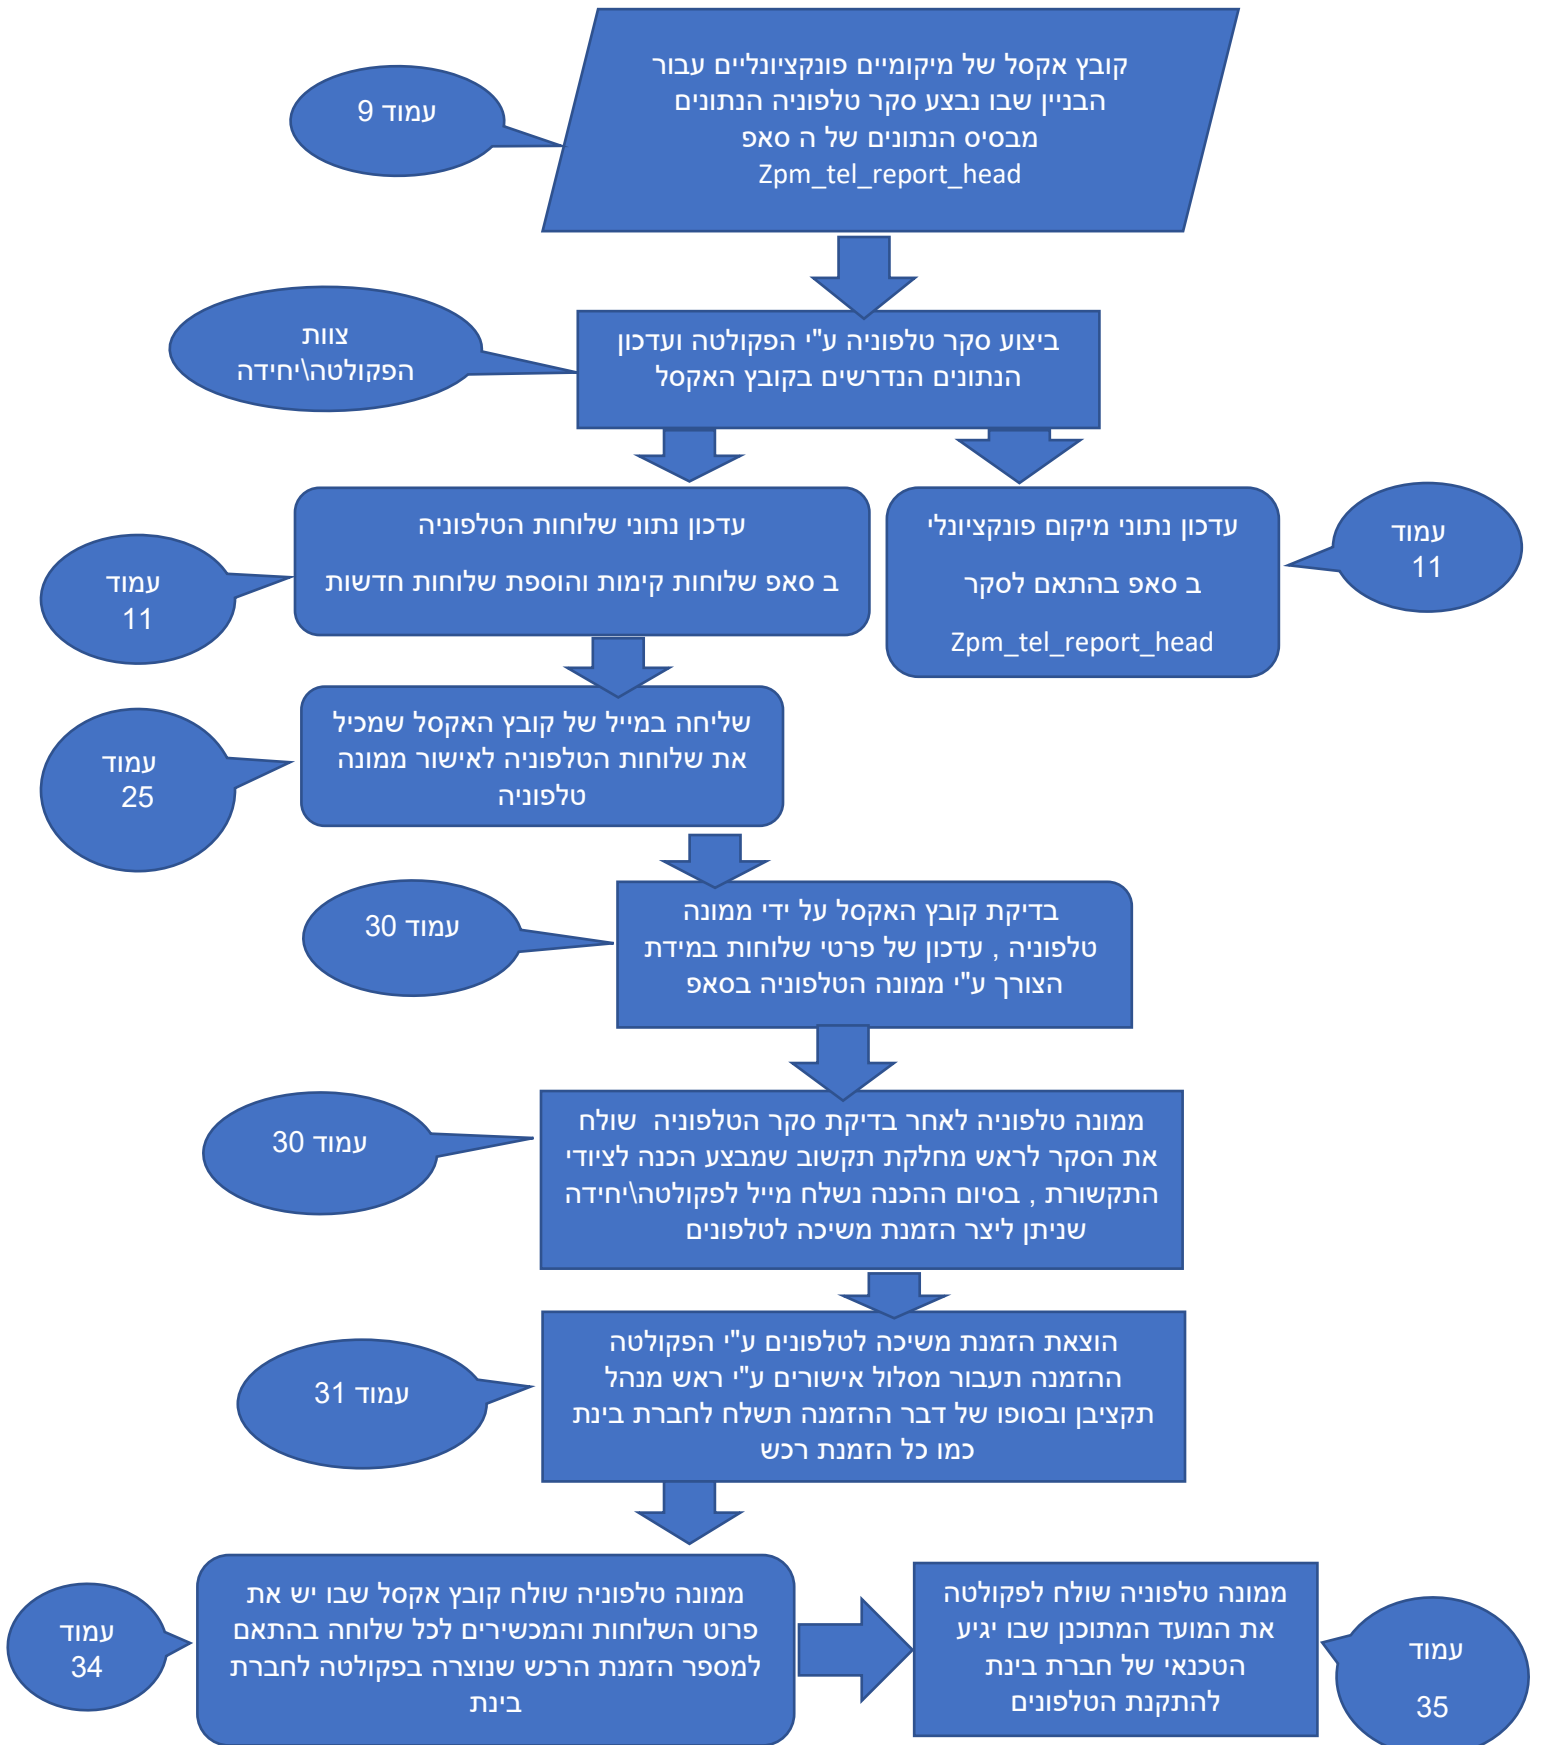 קובץ אקסל של מיקומיים פונקציונליים עבור
הבניין שבו נבצע סקר טלפוניה הנתונים
מבסיס הנתונים של ה סאפ
Zpm_tel_report_head
עמוד 9
ביצוע סקר טלפוניה ע"י הפקולטה ועדכון
הנתונים הנדרשים בקובץ האקסל
צוות
הפקולטה\יחידה
עדכון נתוני מיקום פונקציונלי
ב סאפ בהתאם לסקר
Zpm_tel_report_head
עמוד
11
עדכון נתוני שלוחות הטלפוניה
ב סאפ שלוחות קימות והוספת שלוחות חדשות
עמוד
11
שליחה במייל של קובץ האקסל שמכיל
את שלוחות הטלפוניה לאישור ממונה
טלפוניה
עמוד
25
בדיקת קובץ האקסל על ידי ממונה
טלפוניה , עדכון של פרטי שלוחות במידת
הצורך ע"י ממונה הטלפוניה בסאפ
עמוד 30
ממונה טלפוניה לאחר בדיקת סקר הטלפוניה שולח
את הסקר לראש מחלקת תקשוב שמבצע הכנה לציודי
התקשורת , בסיום ההכנה נשלח מייל לפקולטה\יחידה
שניתן ליצר הזמנת משיכה לטלפונים
עמוד 30
הוצאת הזמנת משיכה לטלפונים ע"י הפקולטה
ההזמנה תעבור מסלול אישורים ע"י ראש מנהל
תקציבן ובסופו של דבר ההזמנה תשלח לחברת בינת
כמו כל הזמנת רכש
עמוד 31
ממונה טלפוניה שולח קובץ אקסל שבו יש את
פרוט השלוחות והמכשירים לכל שלוחה בהתאם
למספר הזמנת הרכש שנוצרה בפקולטה לחברת
בינת
עמוד
34
ממונה טלפוניה שולח לפקולטה
את המועד המתוכנן שבו יגיע
הטכנאי של חברת בינת
להתקנת הטלפונים
עמוד
35